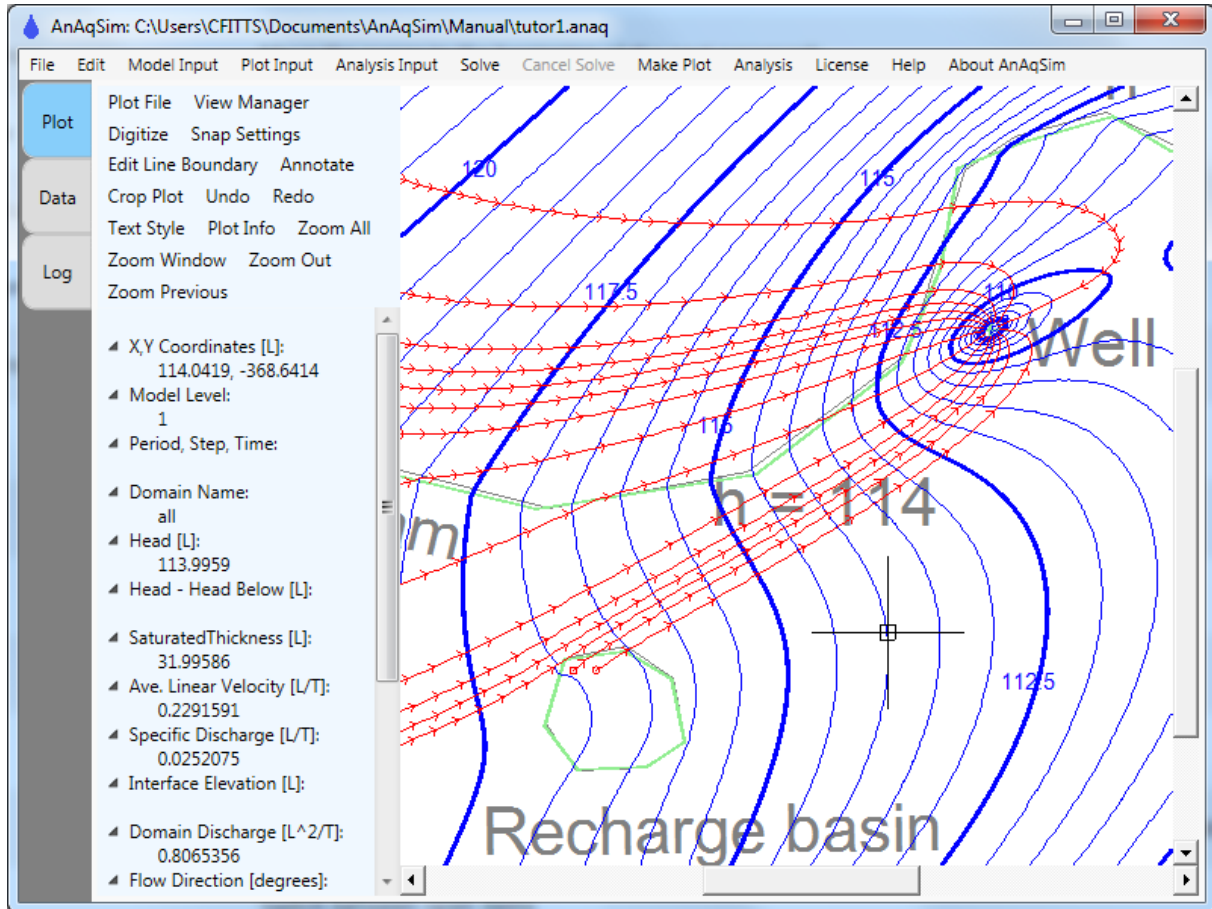 AnAqSim: C:\Users\CFITTS\Documents\AnAqSim\Manual\tutor1.anaq
File Edit Model Input Plot Input Analysis Input Solve Cancel Solve Make Plot Analysis License Help About AnAqSim
Plot
Data
Log
Plot File View Manager
Digitize Snap Settings
Edit Line Boundary Annotate
Crop Plot Undo Redo
Text Style Plot Info Zoom All
Zoom Window Zoom Out
Zoom Previous
X,Y Coordinates [L]:
114.0419, -368.6414
Model Level:
1
Period, Step, Time:
Domain Name:
all
Head [L]:
113.9959
Head - Head Below [L]:
SaturatedThickness [L]:
31.99586
Ave. Linear Velocity [L/T]:
0.2291591
Specific Discharge [L/T]:
0.0252075
Interface Elevation [L]:
Domain Discharge [L^2/T]:
0.8065356
Flow Direction [degrees]:
120
115
117.5
110
112.5
Well
115
h = 114
112.5
Recharge basin